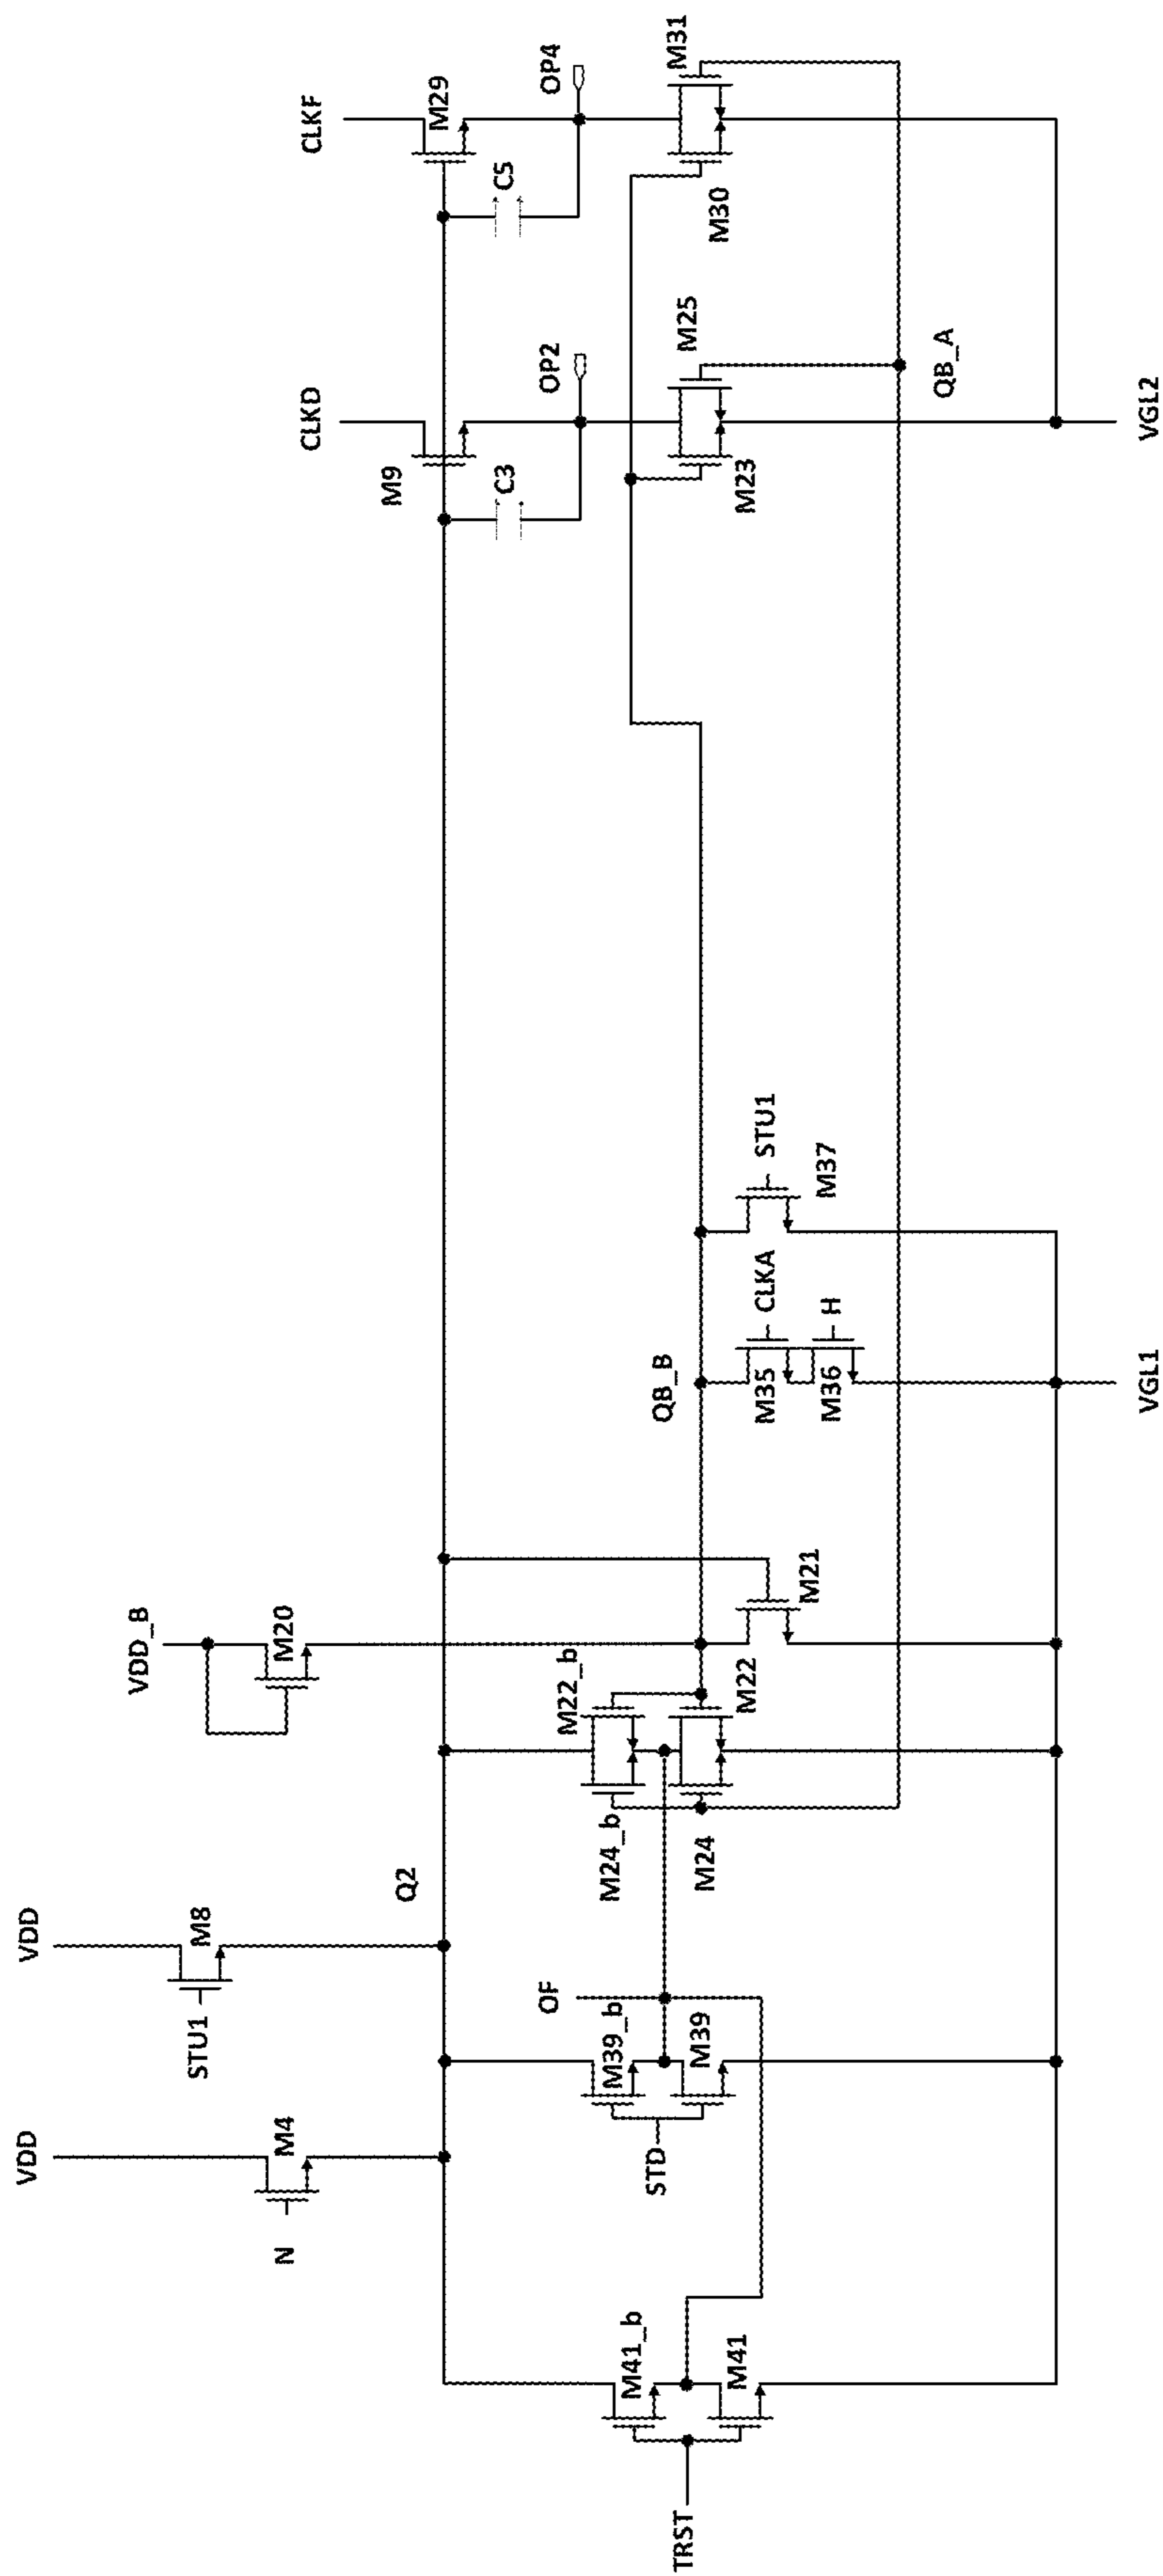 VDD
VDD
VDD_B
CLKD
CLKF
N
M4
STU1
M8
M20
M9
M29
Q2
C3
C5
OP2
OP4
TRST
M41_b
M41
STD
M39_b
M39
OF
M24_b
M24
M22_b
M22
M21
QB_B
M35
CLKA
M36
H
M37
STU1
M23
M25
M30
M31
QB_A
VGL1
VGL2